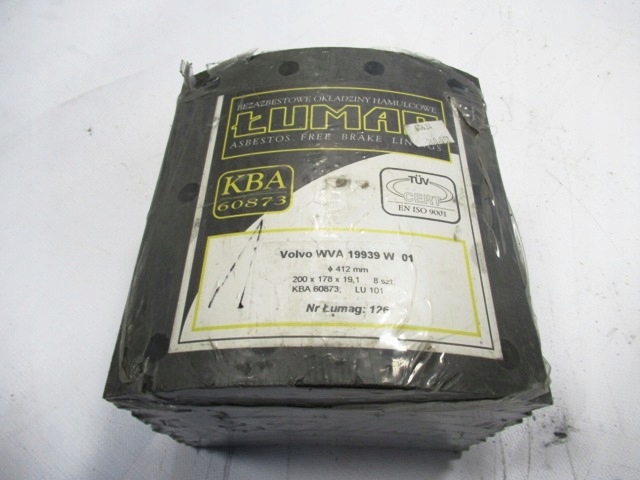 BEZAZBESTOWE OKŁADZINY HAMULCOWE
ŁUMAG
ASBESTOS FREE BRAKE LININGS
KBA
60873
TÜV
CERT
EN ISO 9001
Volvo WVA 19939 W 01
ϕ 412 mm
200 x 178 x 19,1 8 szt.
KBA 60873; LU 101
Nr Łumag: 126